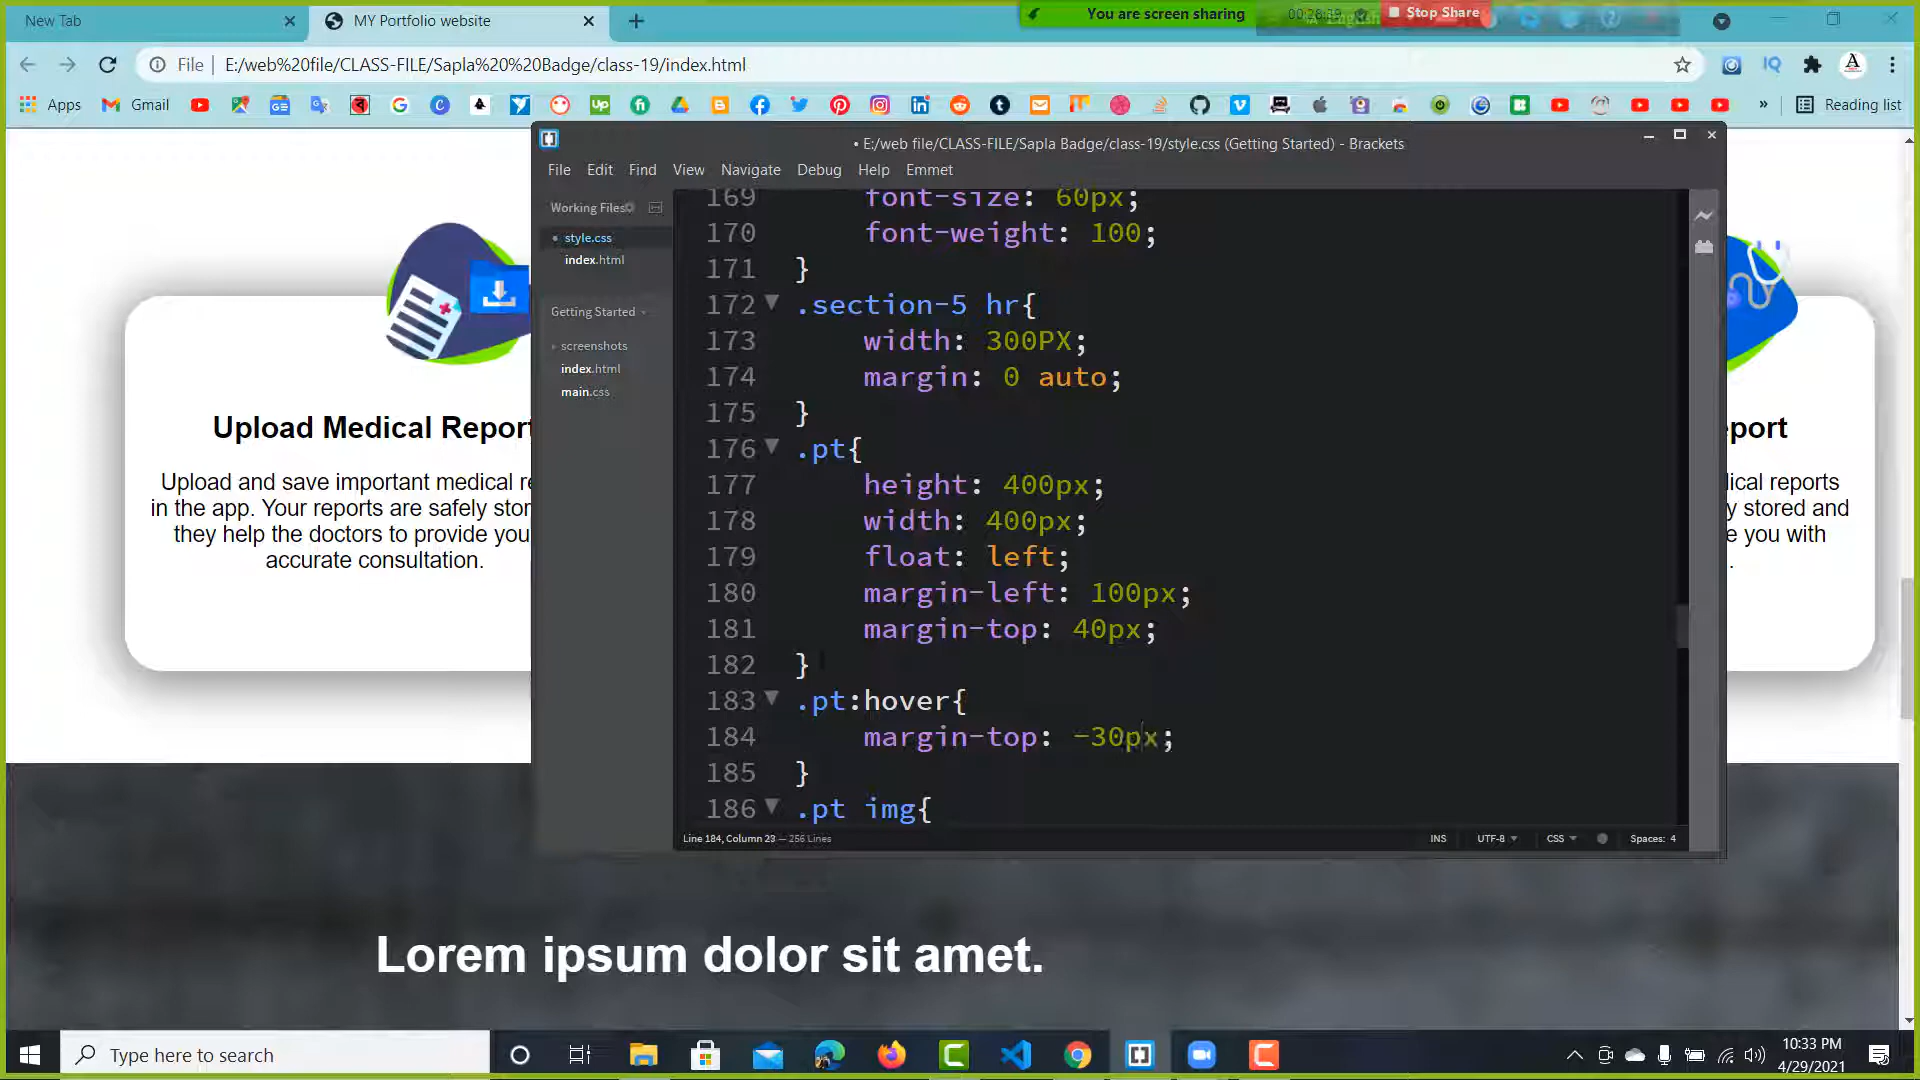 New Tab
MY Portfolio website
You are screen sharing
Stop Share
File
E:/web%20file/CLASS-FILE/Sapla%20%20Badge/class-19/index.html
Apps
Gmail
Reading list
• E:/web file/CLASS-FILE/Sapla Badge/class-19/style.css (Getting Started) - Brackets
File Edit Find View Navigate Debug Help Emmet
Working Files
style.css
index.html
Getting Started
screenshots
index.html
main.css
169 font-size: 60px;
170 font-weight: 100;
171 }
172 .section-5 hr{
173 width: 300PX;
174 margin: 0 auto;
175 }
176 .pt{
177 height: 400px;
178 width: 400px;
179 float: left;
180 margin-left: 100px;
181 margin-top: 40px;
182 }
183 .pt:hover{
184 margin-top: -30px;
185 }
186 .pt img{
Line 184, Column 23 — 256 Lines
INS
UTF-8
CSS
Spaces: 4
Upload Medical Report
Upload and save important medical re
in the app. Your reports are safely stor
they help the doctors to provide you
accurate consultation.
eport
ical reports
y stored and
e you with
Lorem ipsum dolor sit amet.
Type here to search
10:33 PM
4/29/2021